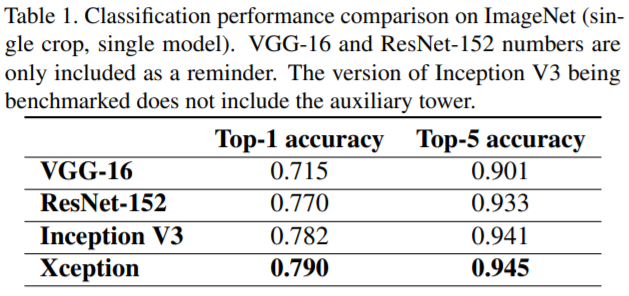 Table 1. Classification performance comparison on ImageNet (sin-
gle crop, single model). VGG-16 and ResNet-152 numbers are
only included as a reminder. The version of Inception V3 being
benchmarked does not include the auxiliary tower.
Top-1 accuracy Top-5 accuracy
VGG-16 0.715 0.901
ResNet-152 0.770 0.933
Inception V3 0.782 0.941
Xception 0.790 0.945